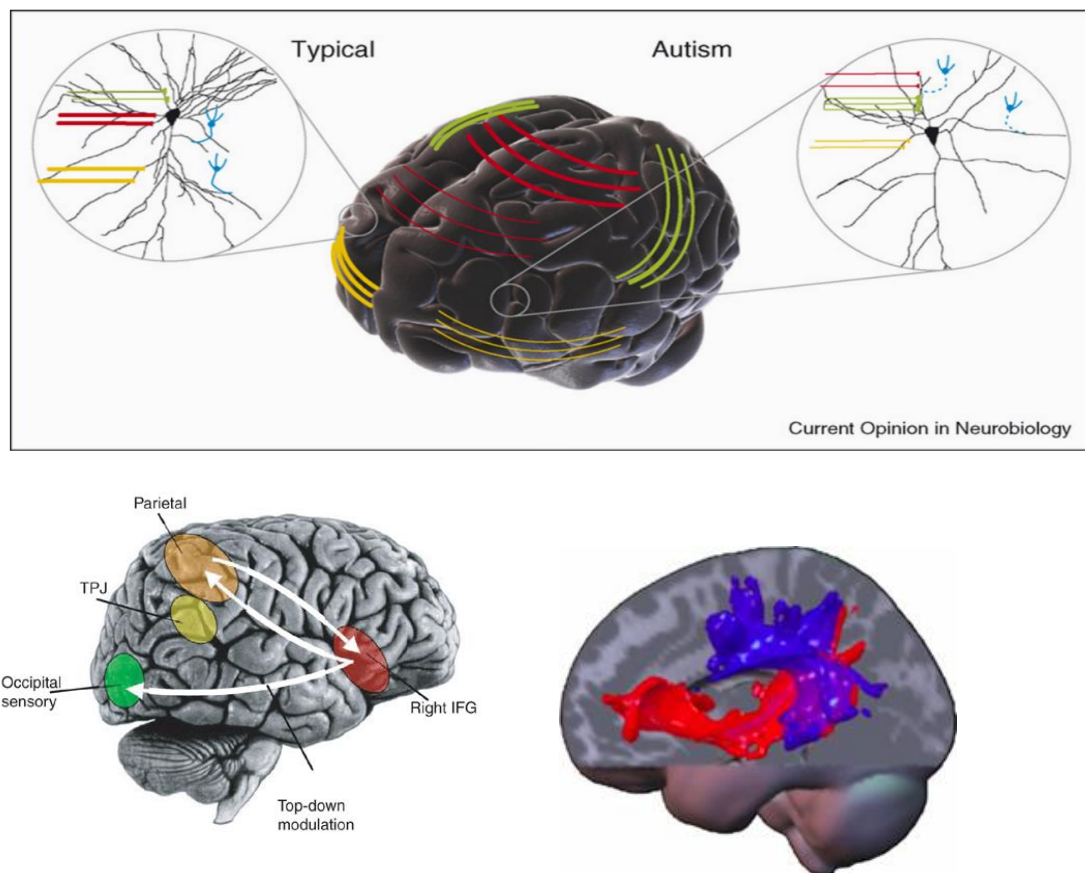 Typical
Autism
Current Opinion in Neurobiology
Parietal
TPJ
Occipital
sensory
Right IFG
Top-down
modulation